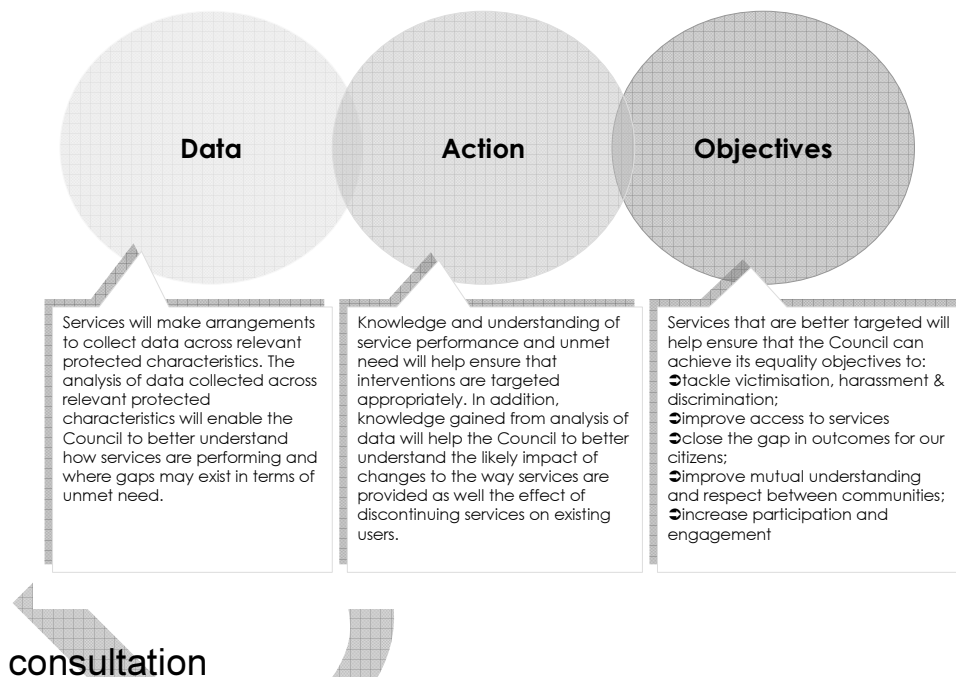 Data
Action
Objectives
Services will make arrangements
to collect data across relevant
protected characteristics. The
analysis of data collected across
relevant protected
characteristics will enable the
Council to better understand
how services are performing and
where gaps may exist in terms of
unmet need.
Knowledge and understanding of
service performance and unmet
need will help ensure that
interventions are targeted
appropriately. In addition,
knowledge gained from analysis of
data will help the Council to better
understand the likely impact of
changes to the way services are
provided as well the effect of
discontinuing services on existing
users.
Services that are better targeted will
help ensure that the Council can
achieve its equality objectives to:
➲tackle victimisation, harassment &
discrimination;
➲improve access to services
➲close the gap in outcomes for our
citizens;
➲improve mutual understanding
and respect between communities;
➲increase participation and
engagement
consultation